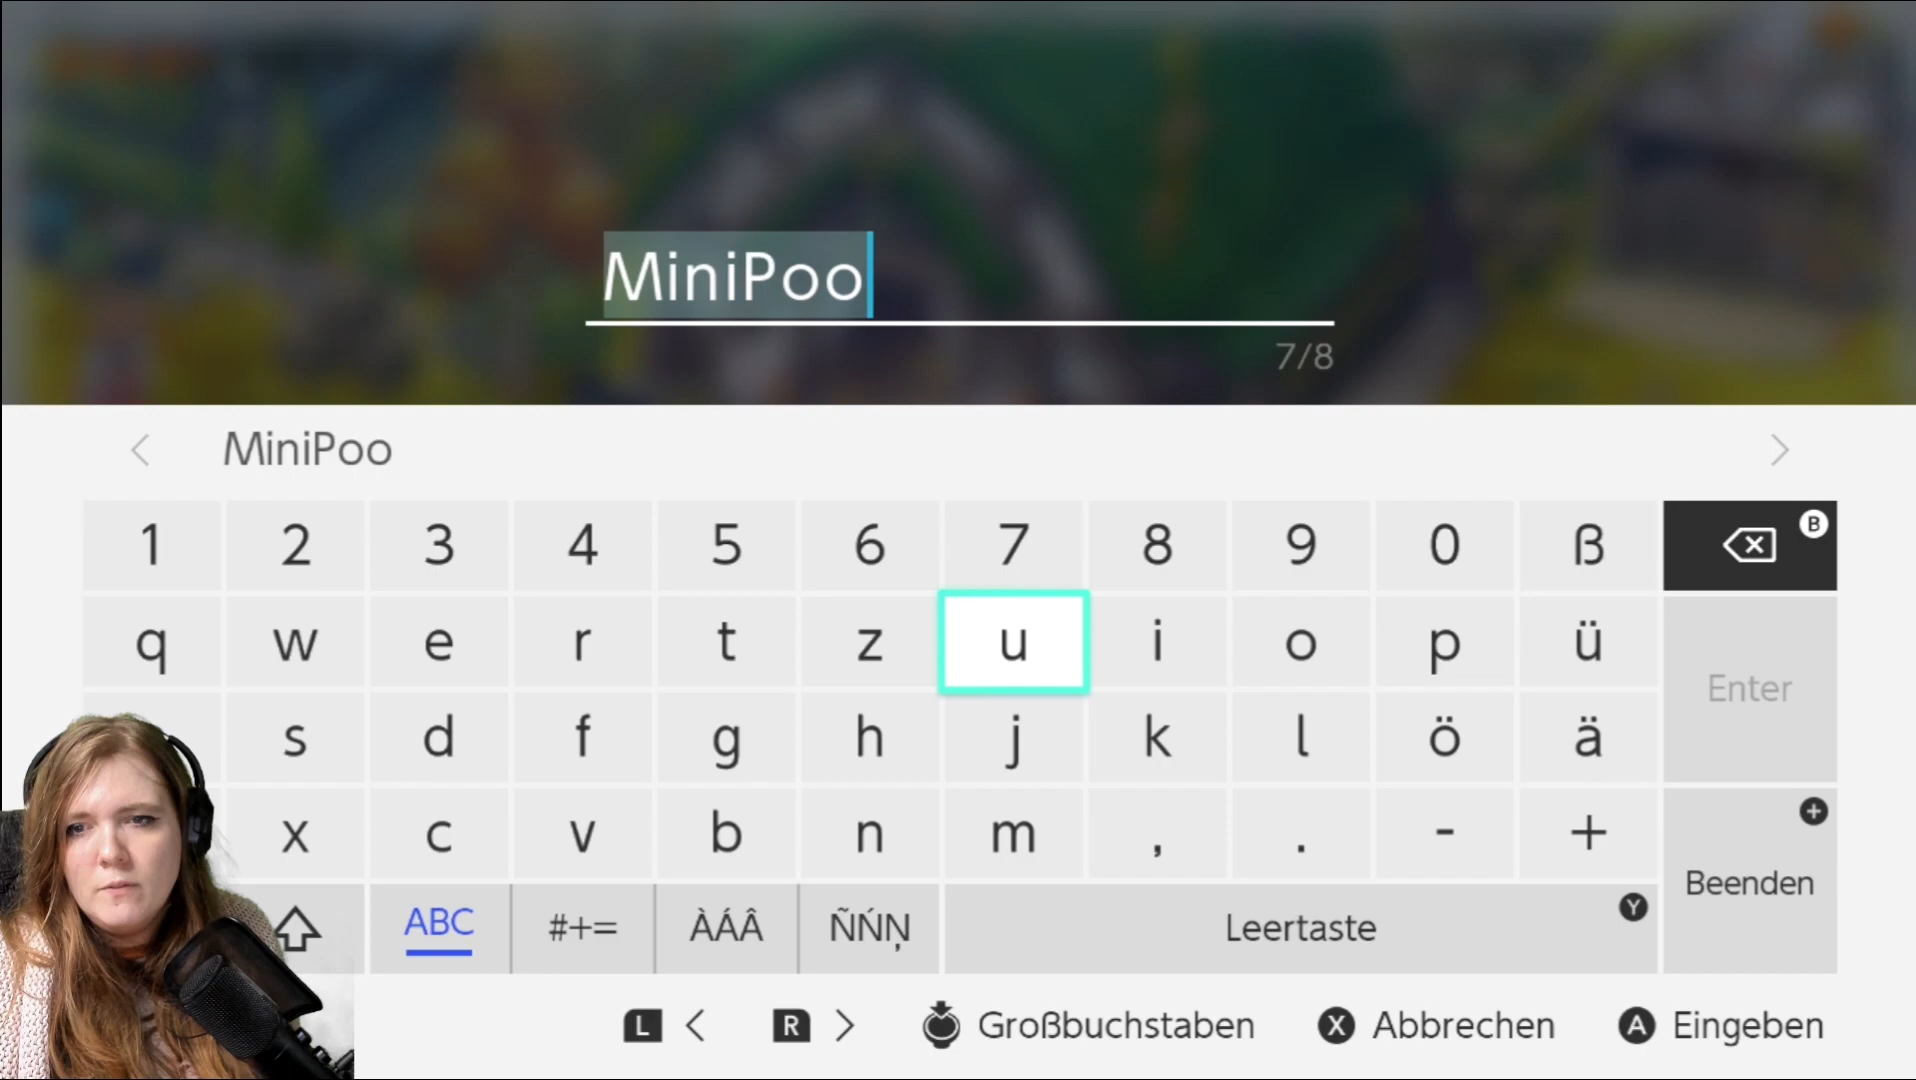 MiniPoo
7/8
MiniPoo
1 2 3 4 5 6 7 8 9 0 ß B
q w e r t z u i o p ü
Enter
s d f g h j k l ö ä
x c v b n m , . - +
Beenden
ABC #+= ÀÁÂ ÑŃŅ Leertaste Y
L < R > Großbuchstaben X Abbrechen A Eingeben